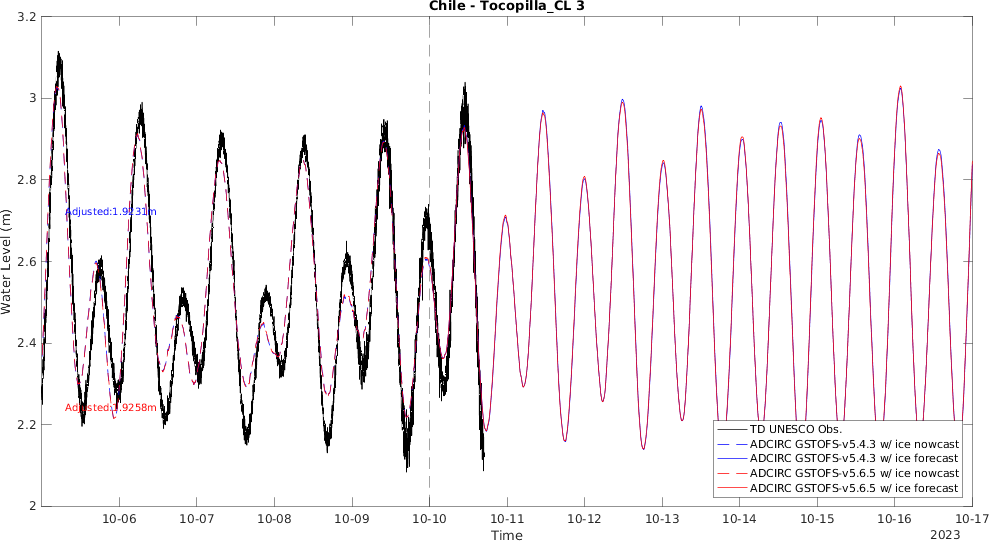 Chile - Tocopilla_CL 3
3.2
3
2.8
2.6
2.4
2.2
2
Water Level (m)
Adjusted:1.9231m
Adjusted:1.9258m
TD UNESCO Obs.
ADCIRC GSTOFS-v5.4.3 w/ ice nowcast
ADCIRC GSTOFS-v5.4.3 w/ ice forecast
ADCIRC GSTOFS-v5.6.5 w/ ice nowcast
ADCIRC GSTOFS-v5.6.5 w/ ice forecast
10-06 10-07 10-08 10-09 10-10 10-11 10-12 10-13 10-14 10-15 10-16 10-17
Time
2023